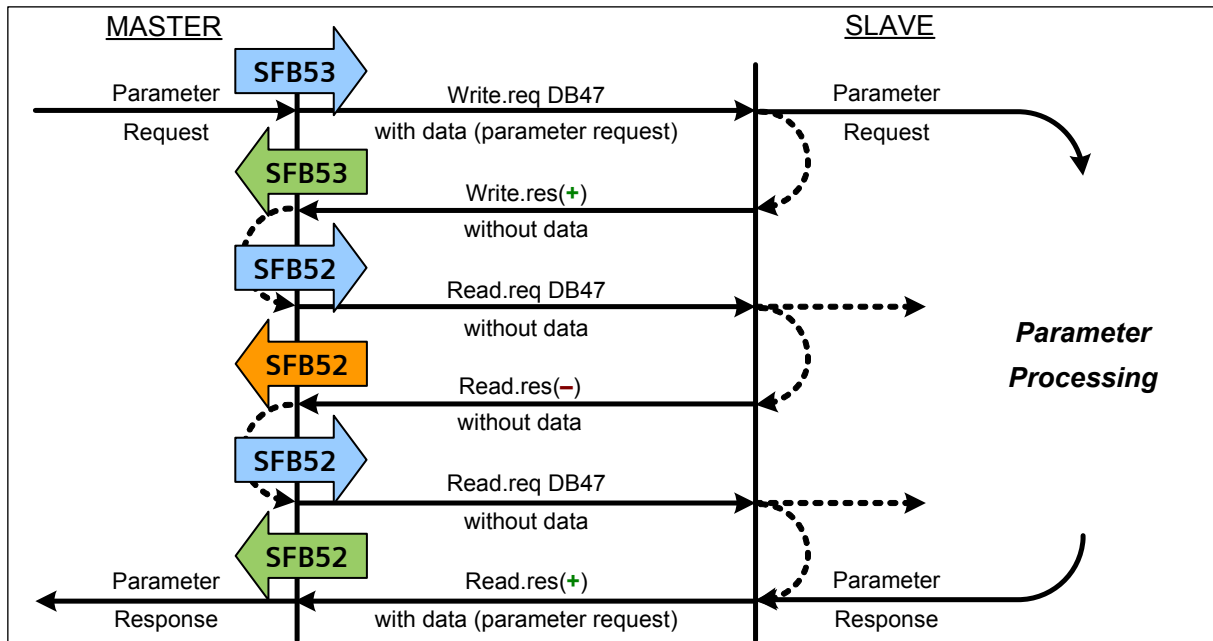 MASTER
SLAVE
SFB53
Parameter
Request
Write.req DB47
with data (parameter request)
Parameter
Request
SFB53
Write.res(+)
without data
SFB52
Read.req DB47
without data
SFB52
Read.res(–)
without data
Parameter
Processing
SFB52
Read.req DB47
without data
SFB52
Parameter
Response
Read.res(+)
with data (parameter request)
Parameter
Response